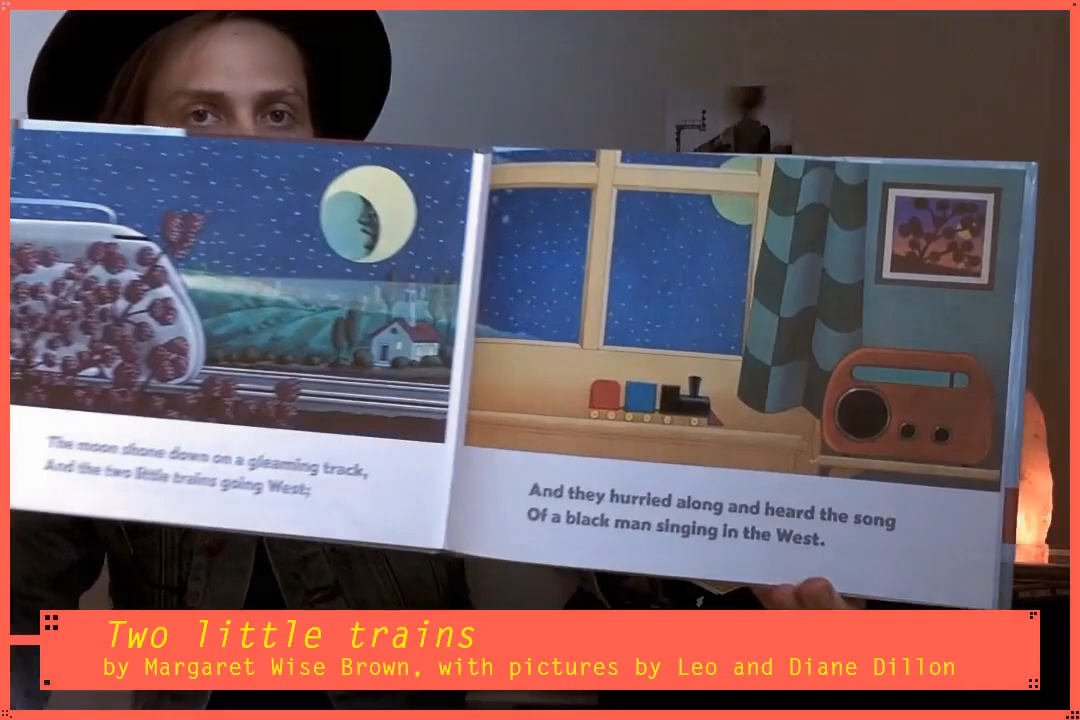 The moon shone down on a gleaming track,
And the two little trains going West;
And they hurried along and heard the song
Of a black man singing in the West.
Two little trains
by Margaret Wise Brown, with pictures by Leo and Diane Dillon